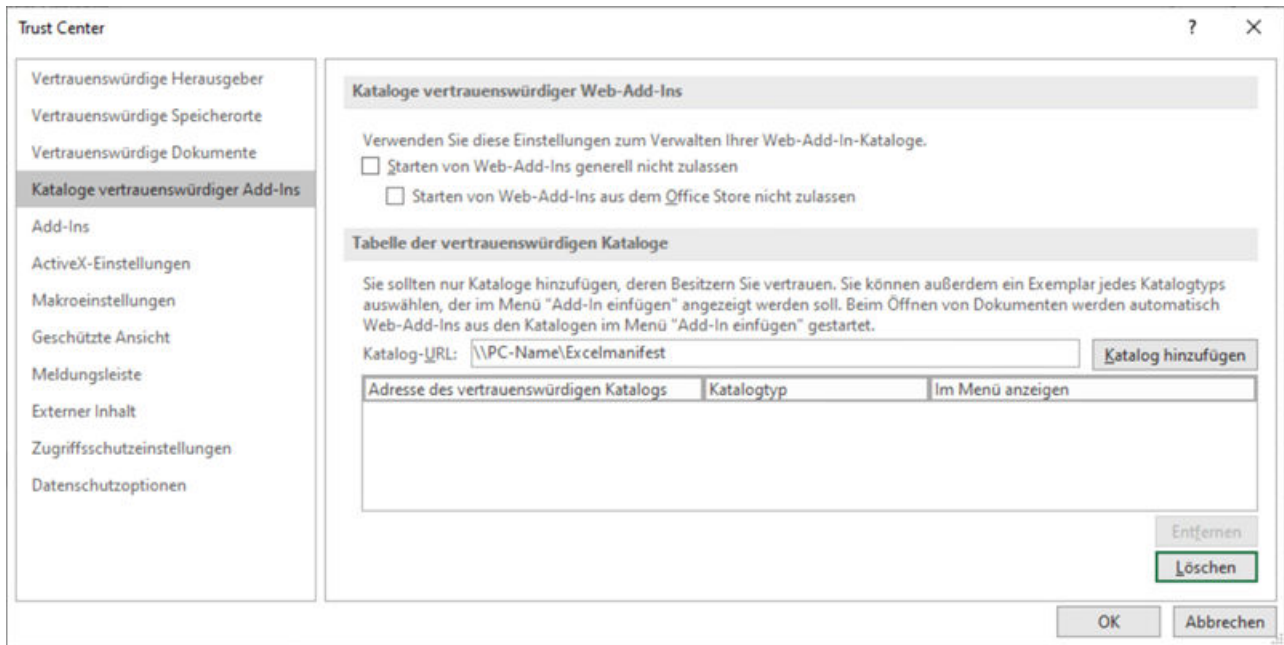 Trust Center
?
Vertrauenswürdige Herausgeber
Vertrauenswürdige Speicherorte
Vertrauenswürdige Dokumente
Kataloge vertrauenswürdiger Add-Ins
Add-Ins
ActiveX-Einstellungen
Makroeinstellungen
Geschützte Ansicht
Meldungsleiste
Externer Inhalt
Zugriffsschutzeinstellungen
Datenschutzoptionen
Kataloge vertrauenswürdiger Web-Add-Ins
Verwenden Sie diese Einstellungen zum Verwalten Ihrer Web-Add-In-Kataloge.
Starten von Web-Add-Ins generell nicht zulassen
Starten von Web-Add-Ins aus dem Office Store nicht zulassen
Tabelle der vertrauenswürdigen Kataloge
Sie sollten nur Kataloge hinzufügen, deren Besitzern Sie vertrauen. Sie können außerdem ein Exemplar jedes Katalogtyps
auswählen, der im Menü "Add-In einfügen" angezeigt werden soll. Beim Öffnen von Dokumenten werden automatisch
Web-Add-Ins aus den Katalogen im Menü "Add-In einfügen" gestartet.
Katalog-URL: \\PC-Name\Excelmanifest Katalog hinzufügen
Adresse des vertrauenswürdigen Katalogs Katalogtyp Im Menü anzeigen
Entfernen
Löschen
OK Abbrechen